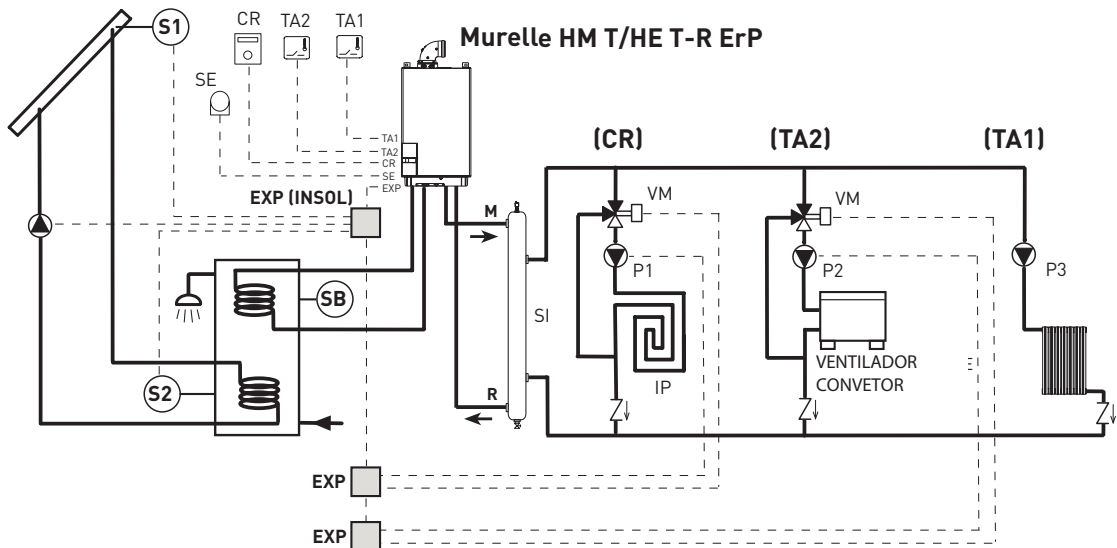 S1
CR
TA2
TA1
Murelle HM T/HE T-R ErP
SE
TA1
TA2
CR
SE
EXP
(CR)
(TA2)
(TA1)
EXP (INSOL)
M
VM
VM
P1
P2
P3
SB
SI
S2
R
IP
VENTILADOR
CONVETOR
EXP
EXP